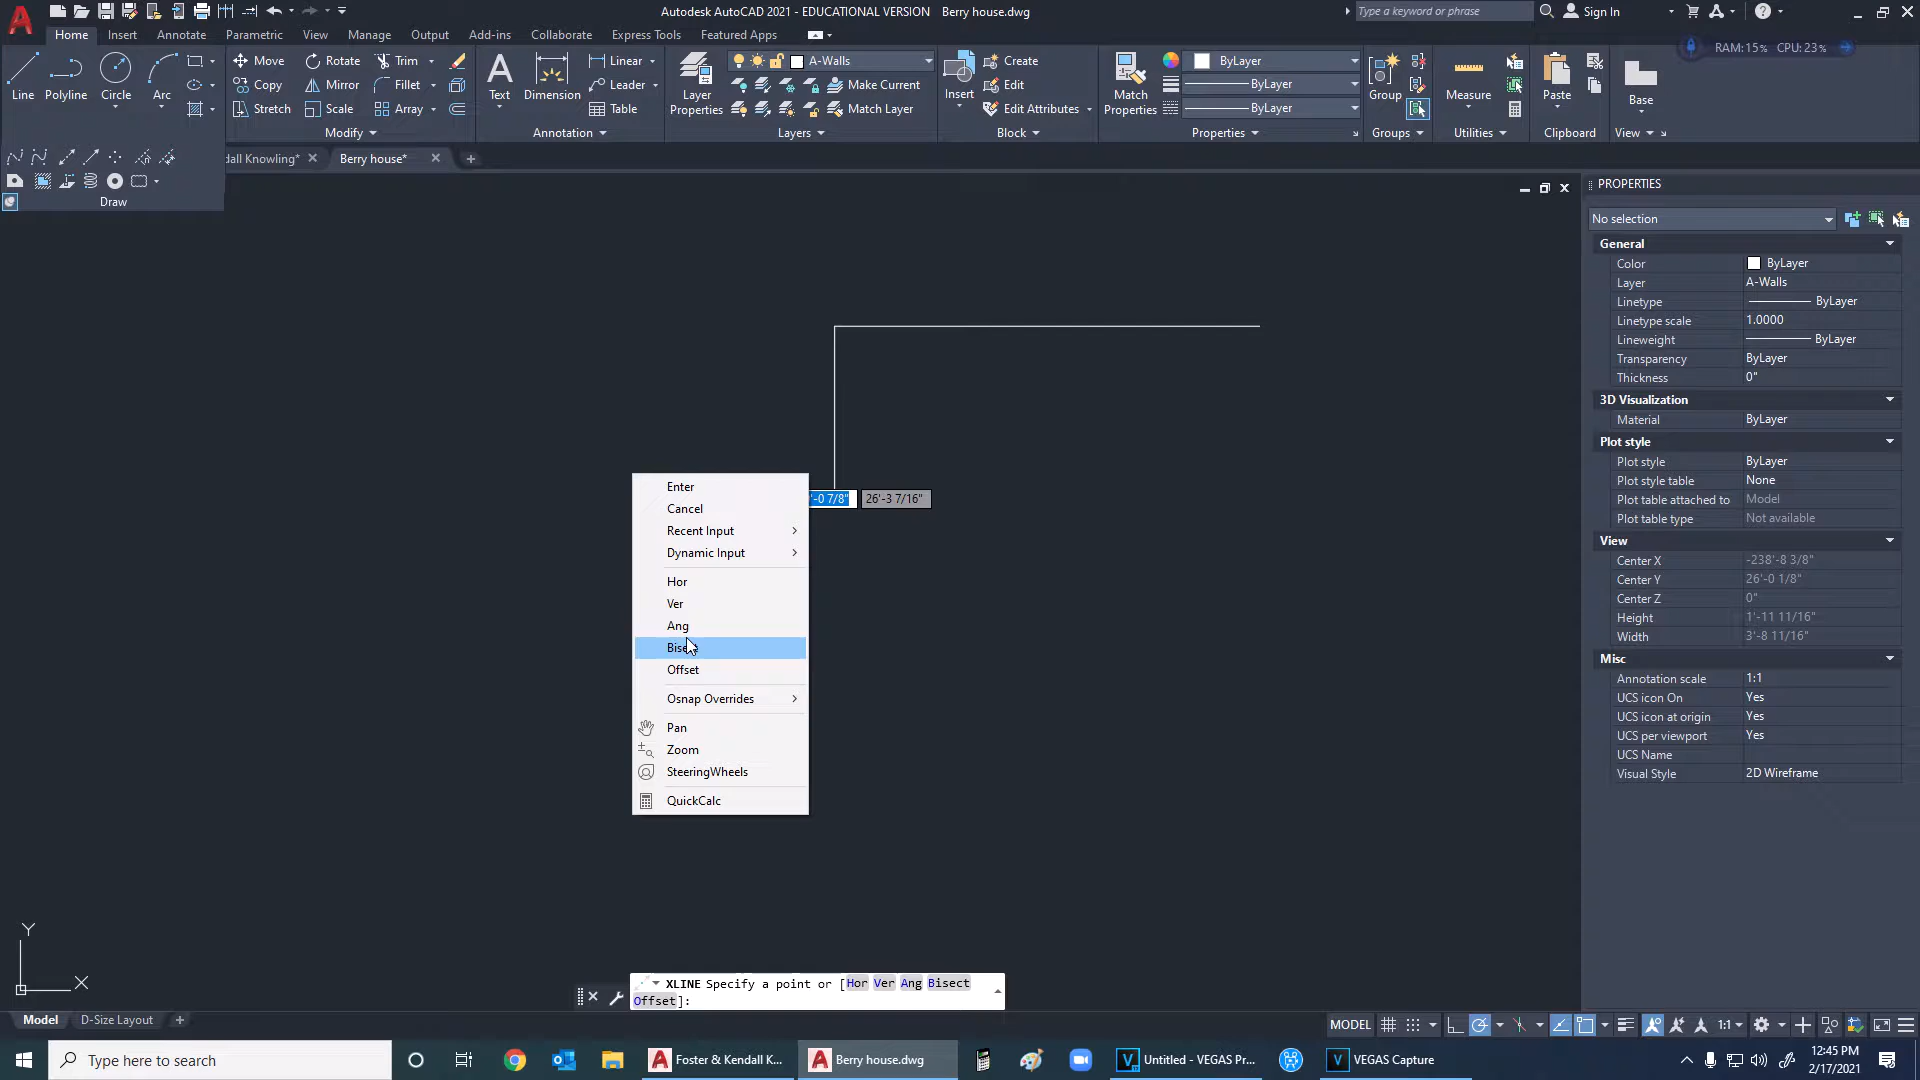 Autodesk AutoCAD 2021 - EDUCATIONAL VERSION Berry house.dwg
Type a keyword or phrase
Sign In
Home Insert Annotate Parametric View Manage Output Add-ins Collaborate Express Tools Featured Apps
RAM:15% CPU:23%
Line Polyline Circle Arc
Move Rotate Trim
Copy Mirror Fillet
Stretch Scale Array
Modify
Text Dimension
Linear
Leader
Table
Annotation
Layer Properties
A-Walls
Make Current
Match Layer
Layers
Insert
Create
Edit
Edit Attributes
Block
Match Properties
ByLayer
ByLayer
ByLayer
Properties
Group
Groups
Measure
Utilities
Paste
Clipboard
Base
View
dall Knowling* Berry house*
Draw
PROPERTIES
No selection
General
Color ByLayer
Layer A-Walls
Linetype ByLayer
Linetype scale 1.0000
Lineweight ByLayer
Transparency ByLayer
Thickness 0"
3D Visualization
Material ByLayer
Plot style
Plot style ByLayer
Plot style table None
Plot table attached to Model
Plot table type Not available
View
Center X -238'-8 3/8"
Center Y 26'-0 1/8"
Center Z 0"
Height 1'-11 11/16"
Width 3'-8 11/16"
Misc
Annotation scale 1:1
UCS icon On Yes
UCS icon at origin Yes
UCS per viewport Yes
UCS Name
Visual Style 2D Wireframe
Enter
Cancel
Recent Input
Dynamic Input
Hor
Ver
Ang
Offset
Osnap Overrides
Pan
Zoom
SteeringWheels
QuickCalc
'-0 7/8" 26'-3 7/16"
Y
X
XLINE Specify a point or [Hor Ver Ang Bisect
Offset]:
Model D-Size Layout +
MODEL 1:1
Type here to search
Foster & Kendall K...
Berry house.dwg
Untitled - VEGAS Pr...
VEGAS Capture
12:45 PM
2/17/2021